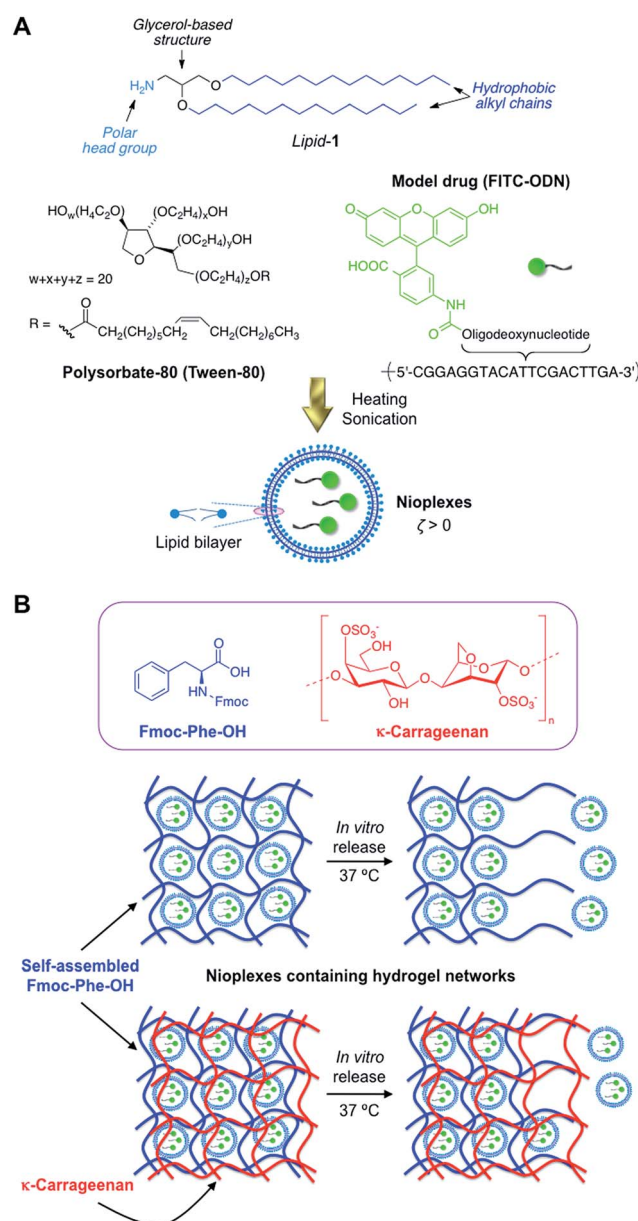 A
Glycerol-based
structure
H₂N
O
O
Hydrophobic
alkyl chains
Polar
head group
Lipid-1
Model drug (FITC-ODN)
HOw(H4C2O)
(OC2H4)xOH
(OC2H4)yOH
O
(OC2H4)zOR
w+x+y+z = 20
R =
O
CH2(CH2)5CH2
CH2(CH2)6CH3
Polysorbate-80 (Tween-80)
O
O
OH
HOOC
NH
O
Oligodeoxynucleotide
(5'-CGGAGGTACATTCGACTTGA-3')
Heating
Sonication
Nioplexes
ζ > 0
Lipid bilayer
B
O
OH
HN
Fmoc
Fmoc-Phe-OH
OSO3-
OH
O
OH
O
O
O
O
O
OSO3-
n
κ-Carrageenan
In vitro
release
37 ºC
Self-assembled
Fmoc-Phe-OH
Nioplexes containing hydrogel networks
In vitro
release
37 ºC
κ-Carrageenan